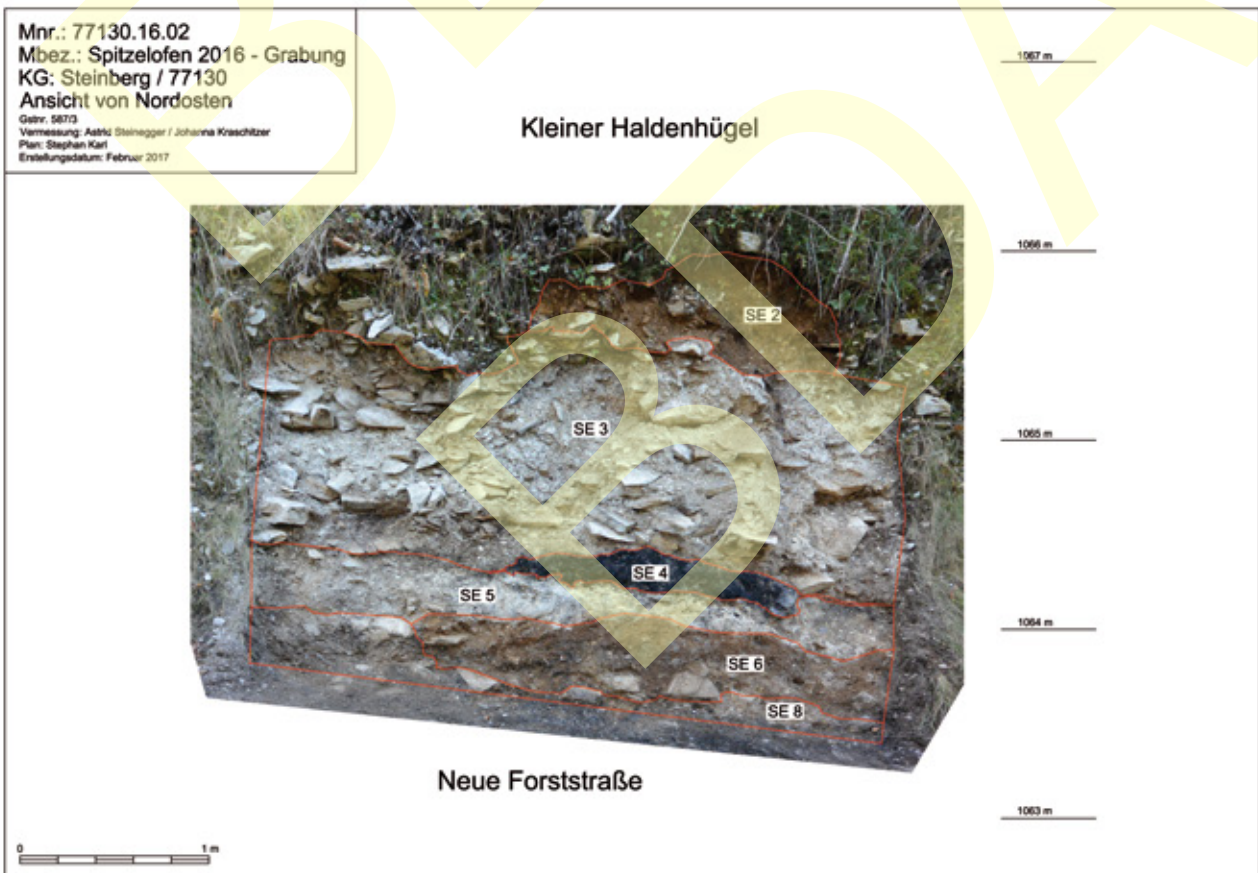 Mnr.: 77130.16.02
Mbez.: Spitzelofen 2016 - Grabung
KG: Steinberg / 77130
Ansicht von Nordosten
Gstnr. 587/3
Vermessung: Astrid Steinegger / Johanna Kraschitzer
Plan: Stephan Karl
Erstellungsdatum: Februar 2017
Kleiner Haldenhügel
1067 m
1066 m
SE 2
1065 m
SE 3
SE 4
SE 5
1064 m
SE 6
SE 8
Neue Forststraße
1063 m
0 1 m
BDA